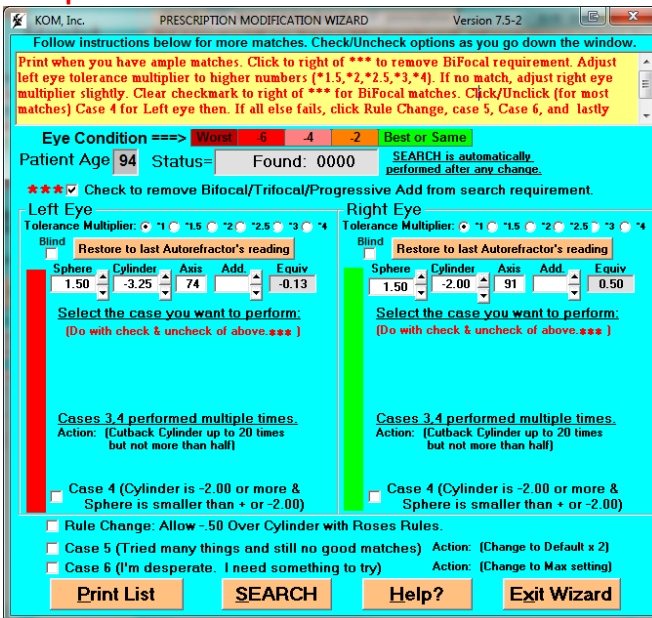 KOM, Inc. PRESCRIPTION MODIFICATION WIZARD Version 7.5-2
Follow instructions below for more matches. Check/Uncheck options as you go down the window.
Print when you have ample matches. Click to right of *** to remove BiFocal requirement. Adjust
left eye tolerance multiplier to higher numbers (*1.5,*2,*2.5,*3,*4). If no match, adjust right eye
multiplier slightly. Clear checkmark to right of *** for BiFocal matches. Click/Unclick (for most
matches) Case 4 for Left eye then. If all else fails, click Rule Change, case 5, Case 6, and lastly
Eye Condition ===> Worst -6 -4 -2 Best or Same
Patient Age 94 Status= Found: 0000 SEARCH is automatically
performed after any change.
*** Check to remove Bifocal/Trifocal/Progressive Add from search requirement.
Left Eye Right Eye
Tolerance Multiplier: *1 *1.5 *2 *2.5 *3 *4 Tolerance Multiplier: *1 *1.5 *2 *2.5 *3 *4
Blind Restore to last Autorefractor's reading Blind Restore to last Autorefractor's reading
Sphere Cylinder Axis Add. Equiv Sphere Cylinder Axis Add. Equiv
1.50 -3.25 74 -0.13 1.50 -2.00 91 0.50
Select the case you want to perform: Select the case you want to perform:
(Do with check & uncheck of above.*** ) (Do with check & uncheck of above.*** )
Cases 3,4 performed multiple times. Cases 3,4 performed multiple times.
Action: (Cutback Cylinder up to 20 times Action: (Cutback Cylinder up to 20 times
but not more than half) but not more than half)
Case 4 (Cylinder is -2.00 or more & Case 4 (Cylinder is -2.00 or more &
Sphere is smaller than + or -2.00) Sphere is smaller than + or -2.00)
Rule Change: Allow -.50 Over Cylinder with Roses Rules.
Case 5 (Tried many things and still no good matches) Action: (Change to Default x 2)
Case 6 (I'm desperate. I need something to try) Action: (Change to Max setting)
Print List SEARCH Help? Exit Wizard